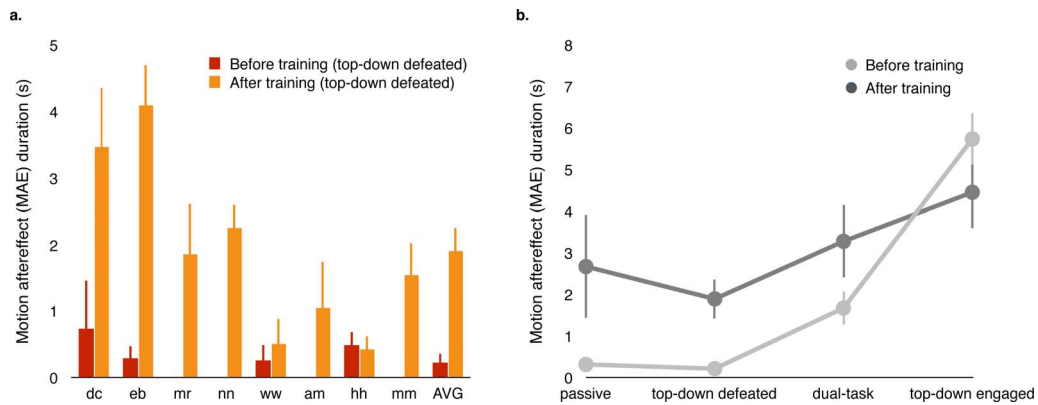 a.
Motion aftereffect (MAE) duration (s)
5
4
3
2
1
0
Before training (top-down defeated)
After training (top-down defeated)
dc eb mr nn ww am hh mm AVG
b.
Motion aftereffect (MAE) duration (s)
8
7
6
5
4
3
2
1
0
Before training
After training
passive top-down defeated dual-task top-down engaged